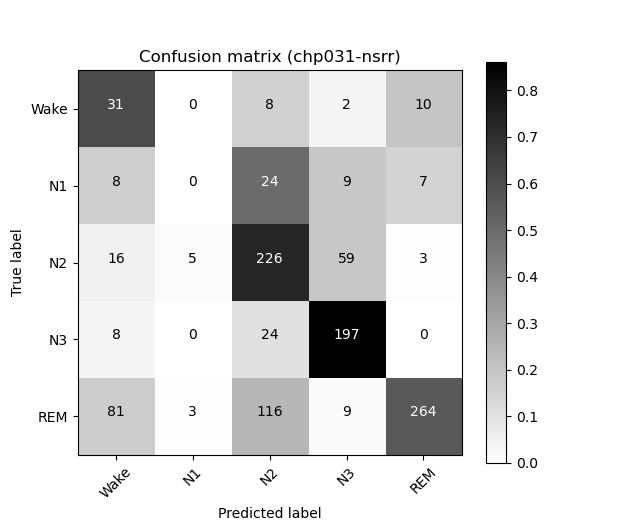 Confusion matrix (chp031-nsrr)
Wake 31 0 8 2 10
N1 8 0 24 9 7
N2 16 5 226 59 3
N3 8 0 24 197 0
REM 81 3 116 9 264
Wake N1 N2 N3 REM
True label
Predicted label
0.8
0.7
0.6
0.5
0.4
0.3
0.2
0.1
0.0